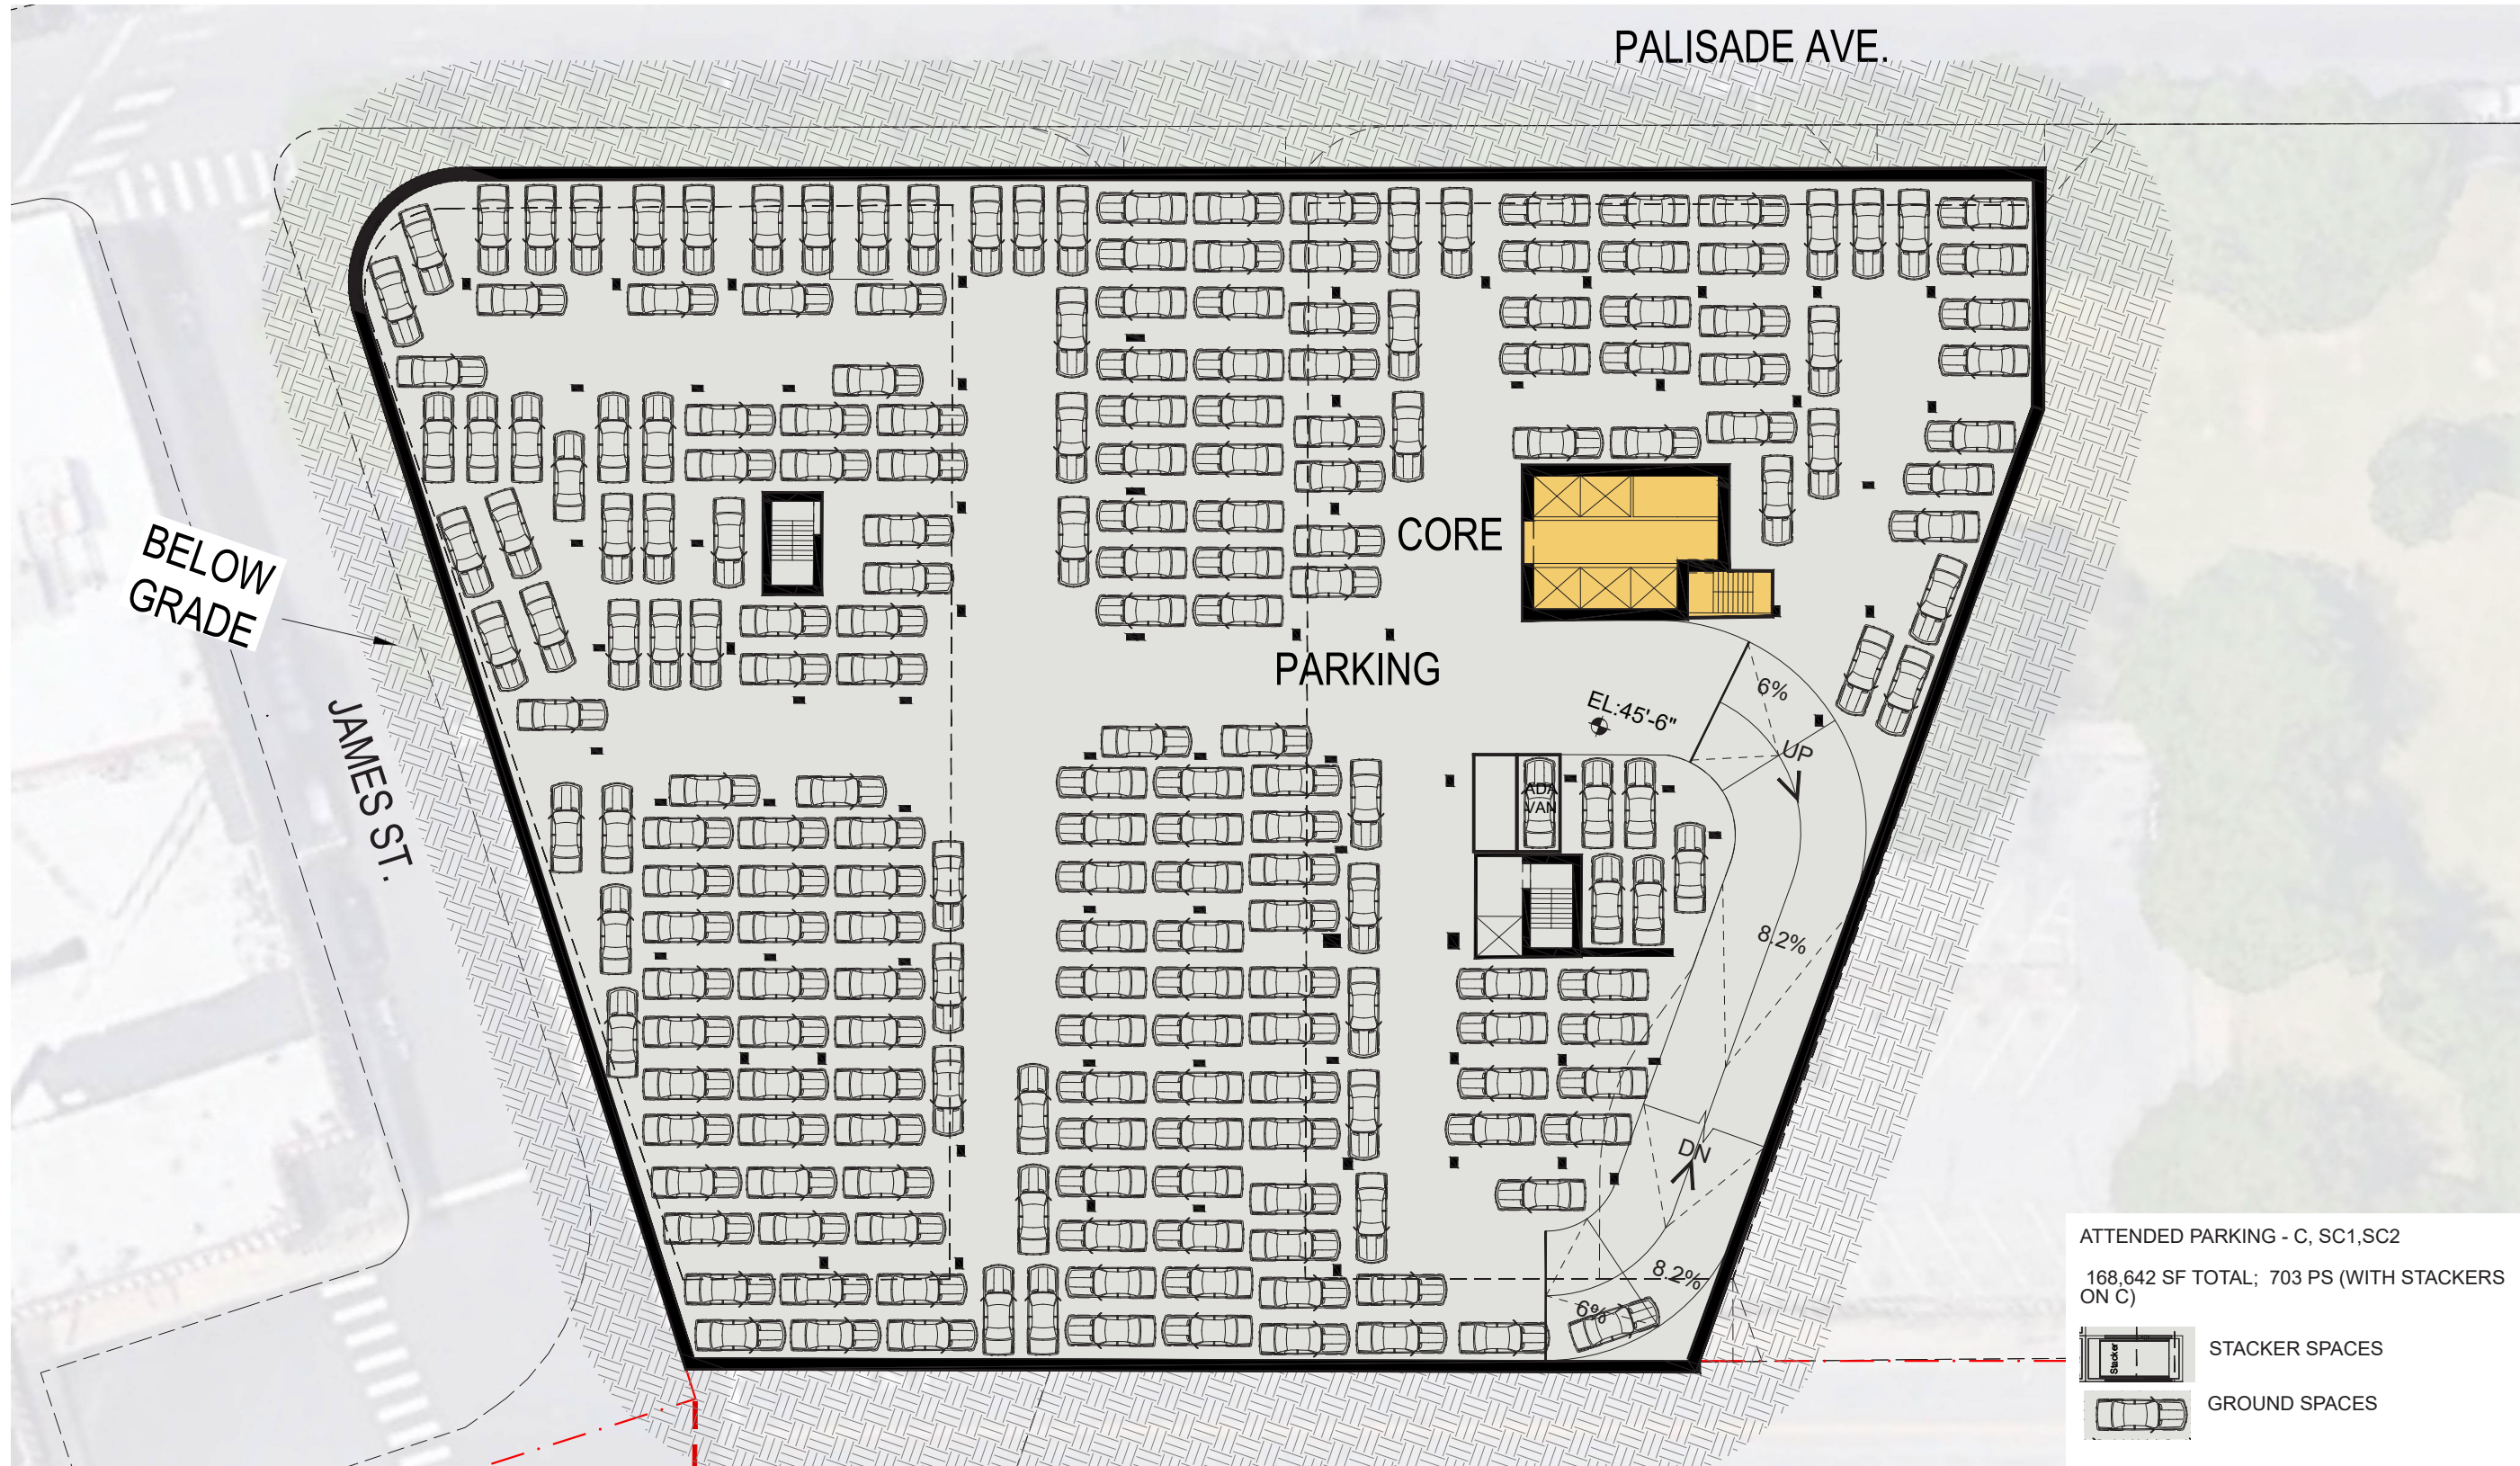 PALISADE AVE.
BELOW
GRADE
CORE
PARKING
EL:45'-6"
6%
UP
JAMES ST.
ADA
VAN
8.2%
DN
8.2%
6%
ATTENDED PARKING - C, SC1,SC2
168,642 SF TOTAL; 703 PS (WITH STACKERS
ON C)
Stacker
STACKER SPACES
GROUND SPACES